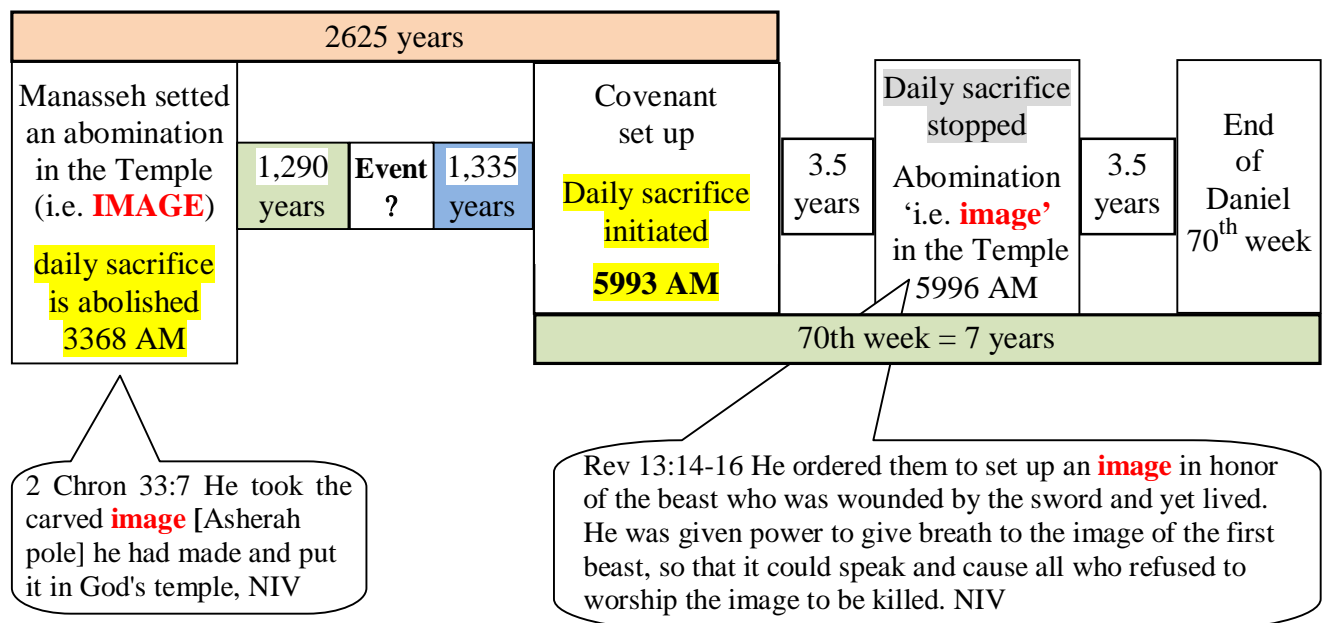 2625 years
Manasseh setted
an abomination
in the Temple
(i.e. IMAGE)
daily sacrifice
is abolished
3368 AM
1,290
years
Event
?
1,335
years
Covenant
set up
Daily sacrifice
initiated
5993 AM
3.5
years
Daily sacrifice
stopped
Abomination
‘i.e. image’
in the Temple
5996 AM
3.5
years
End
of
Daniel
70th week
70th week = 7 years
2 Chron 33:7 He took the
carved image [Asherah
pole] he had made and put
it in God's temple, NIV
Rev 13:14-16 He ordered them to set up an image in honor
of the beast who was wounded by the sword and yet lived.
He was given power to give breath to the image of the first
beast, so that it could speak and cause all who refused to
worship the image to be killed. NIV